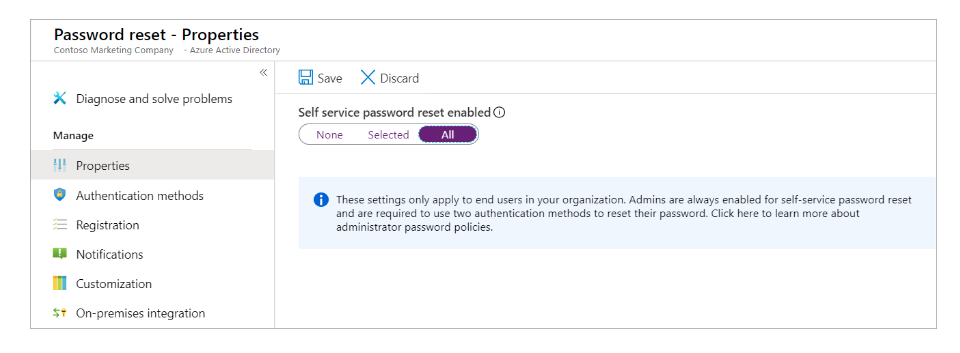 Password reset - Properties
Contoso Marketing Company - Azure Active Directory
«
Diagnose and solve problems
Manage
Properties
Authentication methods
Registration
Notifications
Customization
On-premises integration
Save Discard
Self service password reset enabled
None Selected All
These settings only apply to end users in your organization. Admins are always enabled for self-service password reset
and are required to use two authentication methods to reset their password. Click here to learn more about
administrator password policies.